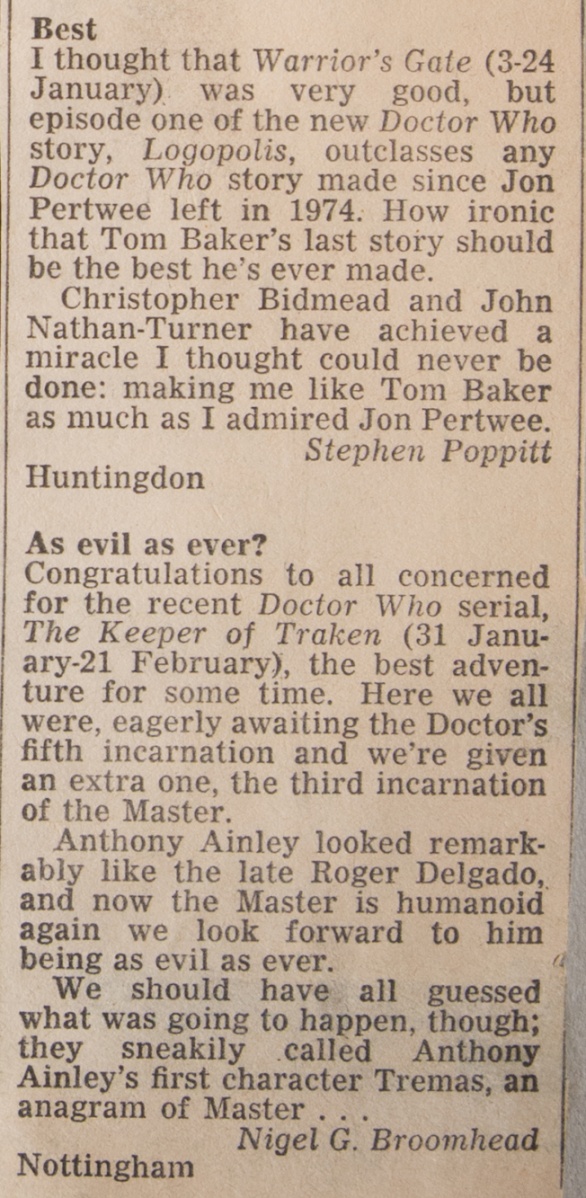 Best
I thought that Warrior's Gate (3-24
January) was very good, but
episode one of the new Doctor Who
story, Logopolis, outclasses any
Doctor Who story made since Jon
Pertwee left in 1974. How ironic
that Tom Baker's last story should
be the best he's ever made.
Christopher Bidmead and John
Nathan-Turner have achieved a
miracle I thought could never be
done: making me like Tom Baker
as much as I admired Jon Pertwee.
Stephen Poppitt
Huntingdon
As evil as ever?
Congratulations to all concerned
for the recent Doctor Who serial,
The Keeper of Traken (31 Janu-
ary-21 February), the best adven-
ture for some time. Here we all
were, eagerly awaiting the Doctor's
fifth incarnation and we're given
an extra one, the third incarnation
of the Master.
Anthony Ainley looked remark-
ably like the late Roger Delgado,
and now the Master is humanoid
again we look forward to him
being as evil as ever.
We should have all guessed
what was going to happen, though;
they sneakily called Anthony
Ainley's first character Tremas, an
anagram of Master . . .
Nigel G. Broomhead
Nottingham